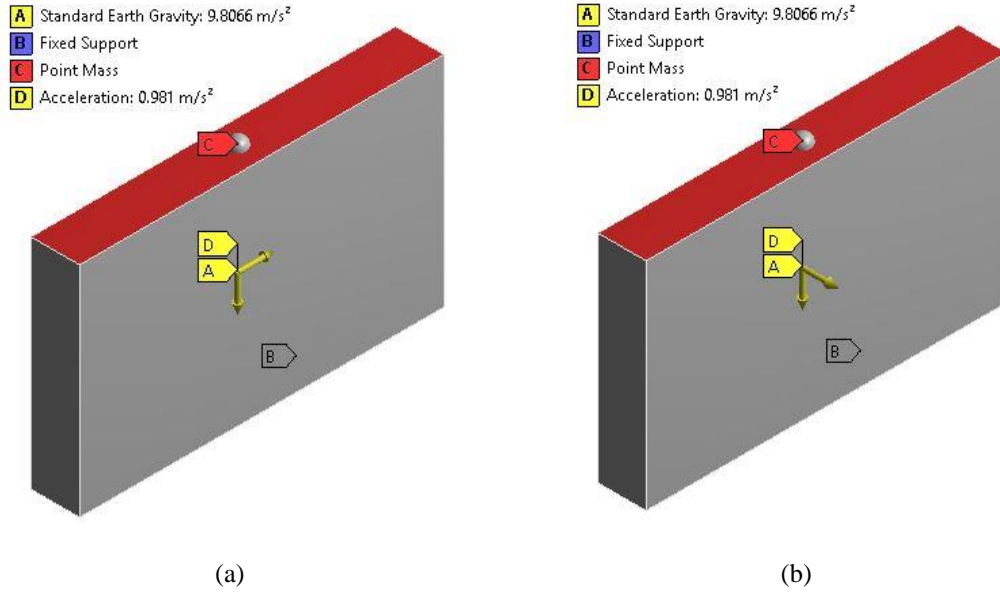 A Standard Earth Gravity: 9.8066 m/s²
B Fixed Support
C Point Mass
D Acceleration: 0.981 m/s²
C
D
A
B
(a)
A Standard Earth Gravity: 9.8066 m/s²
B Fixed Support
C Point Mass
D Acceleration: 0.981 m/s²
C
D
A
B
(b)